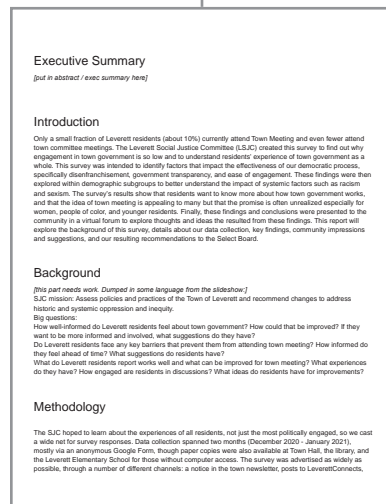 Executive Summary
[put in abstract / exec summary here]
Introduction
Only a small fraction of Leverett residents (about 10%) currently attend Town Meeting and even fewer attend
town committee meetings. The Leverett Social Justice Committee (LSJC) created this survey to find out why
engagement in town government is so low and to understand residents' experience of town government as a
whole. This survey was intended to identify factors that impact the effectiveness of our democratic process,
specifically disenfranchisement, government transparency, and ease of engagement. These findings were then
explored within demographic subgroups to better understand the impact of systemic factors such as racism
and sexism. The survey's results show that residents want to know more about how town government works,
and that the idea of town meeting is appealing to many but that the promise is often unrealized especially for
women, people of color, and younger residents. Finally, these findings and conclusions were presented to the
community in a virtual forum to explore thoughts and ideas the resulted from these findings. This report will
explore the background of this survey, details about our data collection, key findings, community impressions
and suggestions, and our resulting recommendations to the Select Board.
Background
[this part needs work. Dumped in some language from the slideshow:]
SJC mission: Assess policies and practices of the Town of Leverett and recommend changes to address
historic and systemic oppression and inequity.
Big questions:
How well-informed do Leverett residents feel about town government? How could that be improved? If they
want to be more informed and involved, what suggestions do they have?
Do Leverett residents face any key barriers that prevent them from attending town meeting? How informed do
they feel ahead of time? What suggestions do residents have?
What do Leverett residents report works well and what can be improved for town meeting? What experiences
do they have? How engaged are residents in discussions? What ideas do residents have for improvements?
Methodology
The SJC hoped to learn about the experiences of all residents, not just the most politically engaged, so we cast
a wide net for survey responses. Data collection spanned two months (December 2020 - January 2021),
mostly via an anonymous Google Form, though paper copies were also available at Town Hall, the library, and
the Leverett Elementary School for those without computer access. The survey was advertised as widely as
possible, through a number of different channels: a notice in the town newsletter, posts to LeverettConnects,